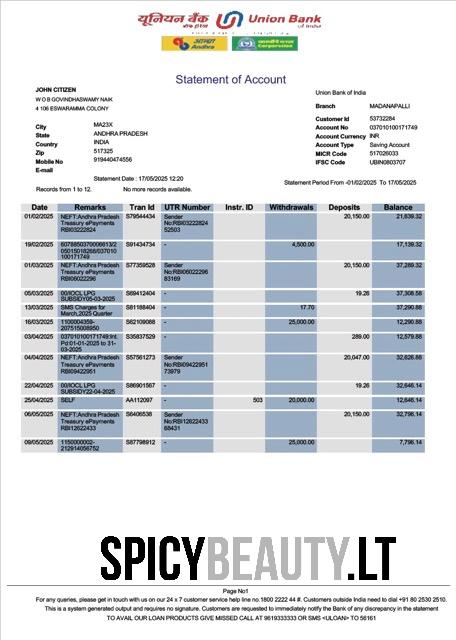 यूनियन बैंक Union Bank
of India
Andhra
Corporation
Statement of Account
JOHN CITIZEN
W O B GOVINDHASWAMY NAIK
4 106 ESWARAMMA COLONY
City MA23X
State ANDHRA PRADESH
Country INDIA
Zip 517325
Mobile No 919440474556
E-mail
Union Bank of India
Branch MADANAPALLI
Customer Id 53732284
Account No 037010100171749
Account Currency INR
Account Type Saving Account
MICR Code 517026033
IFSC Code UBIN0803707
Statement Date : 17/05/2025 12:20
Statement Period From -01/02/2025 To 17/05/2025
Records from 1 to 12. No more records available.
Date Remarks Tran Id UTR Number Instr. ID Withdrawals Deposits Balance
01/02/2025 NEFT:Andhra Pradesh S79544434 Sender 20,150.00 21,639.32
Treasury ePayments No:RBI03222824
RBI03222824 52503
19/02/2025 6078850370006613/2 S91434734 - 4,500.00 17,139.32
05015018268/037010
100171749
01/03/2025 NEFT:Andhra Pradesh S77359528 Sender 20,150.00 37,289.32
Treasury ePayments No:RBI06022296
RBI06022296 83169
05/03/2025 00/IOCL LPG S69412404 - 19.26 37,308.58
SUBSIDY05-03-2025
13/03/2025 SMS Charges for S81188404 - 17.70 37,290.88
March,2025 Quarter
16/03/2025 1100004359- S62109088 - 25,000.00 12,290.88
207515008950
03/04/2025 037010100171749:Int. S35837529 - 289.00 12,579.88
Pd:01-01-2025 to 31-
03-2025
04/04/2025 NEFT:Andhra Pradesh S57561273 Sender 20,047.00 32,626.88
Treasury ePayments No:RBI09422951
RBI09422951 73979
22/04/2025 00/IOCL LPG S86901567 - 19.26 32,646.14
SUBSIDY22-04-2025
25/04/2025 SELF AA112097 - 503 20,000.00 12,646.14
06/05/2025 NEFT:Andhra Pradesh S6406538 Sender 20,150.00 32,796.14
Treasury ePayments No:RBI12622433
RBI12622433 68431
09/05/2025 1150000002- S87798912 - 25,000.00 7,796.14
212914056752
SPICYBEAUTY.LT
Page No1
For any queries, please get in touch with us on our 24 x 7 customer service help line no.1800 2222 44 #. Customers outside India need to dial +91 80 2530 2510.
This is a system generated output and requires no signature. Customers are requested to immediately notify the Bank of any discrepancy in the statement
TO AVAIL OUR LOAN PRODUCTS GIVE MISSED CALL AT 9619333333 OR SMS <ULOAN> TO 56161